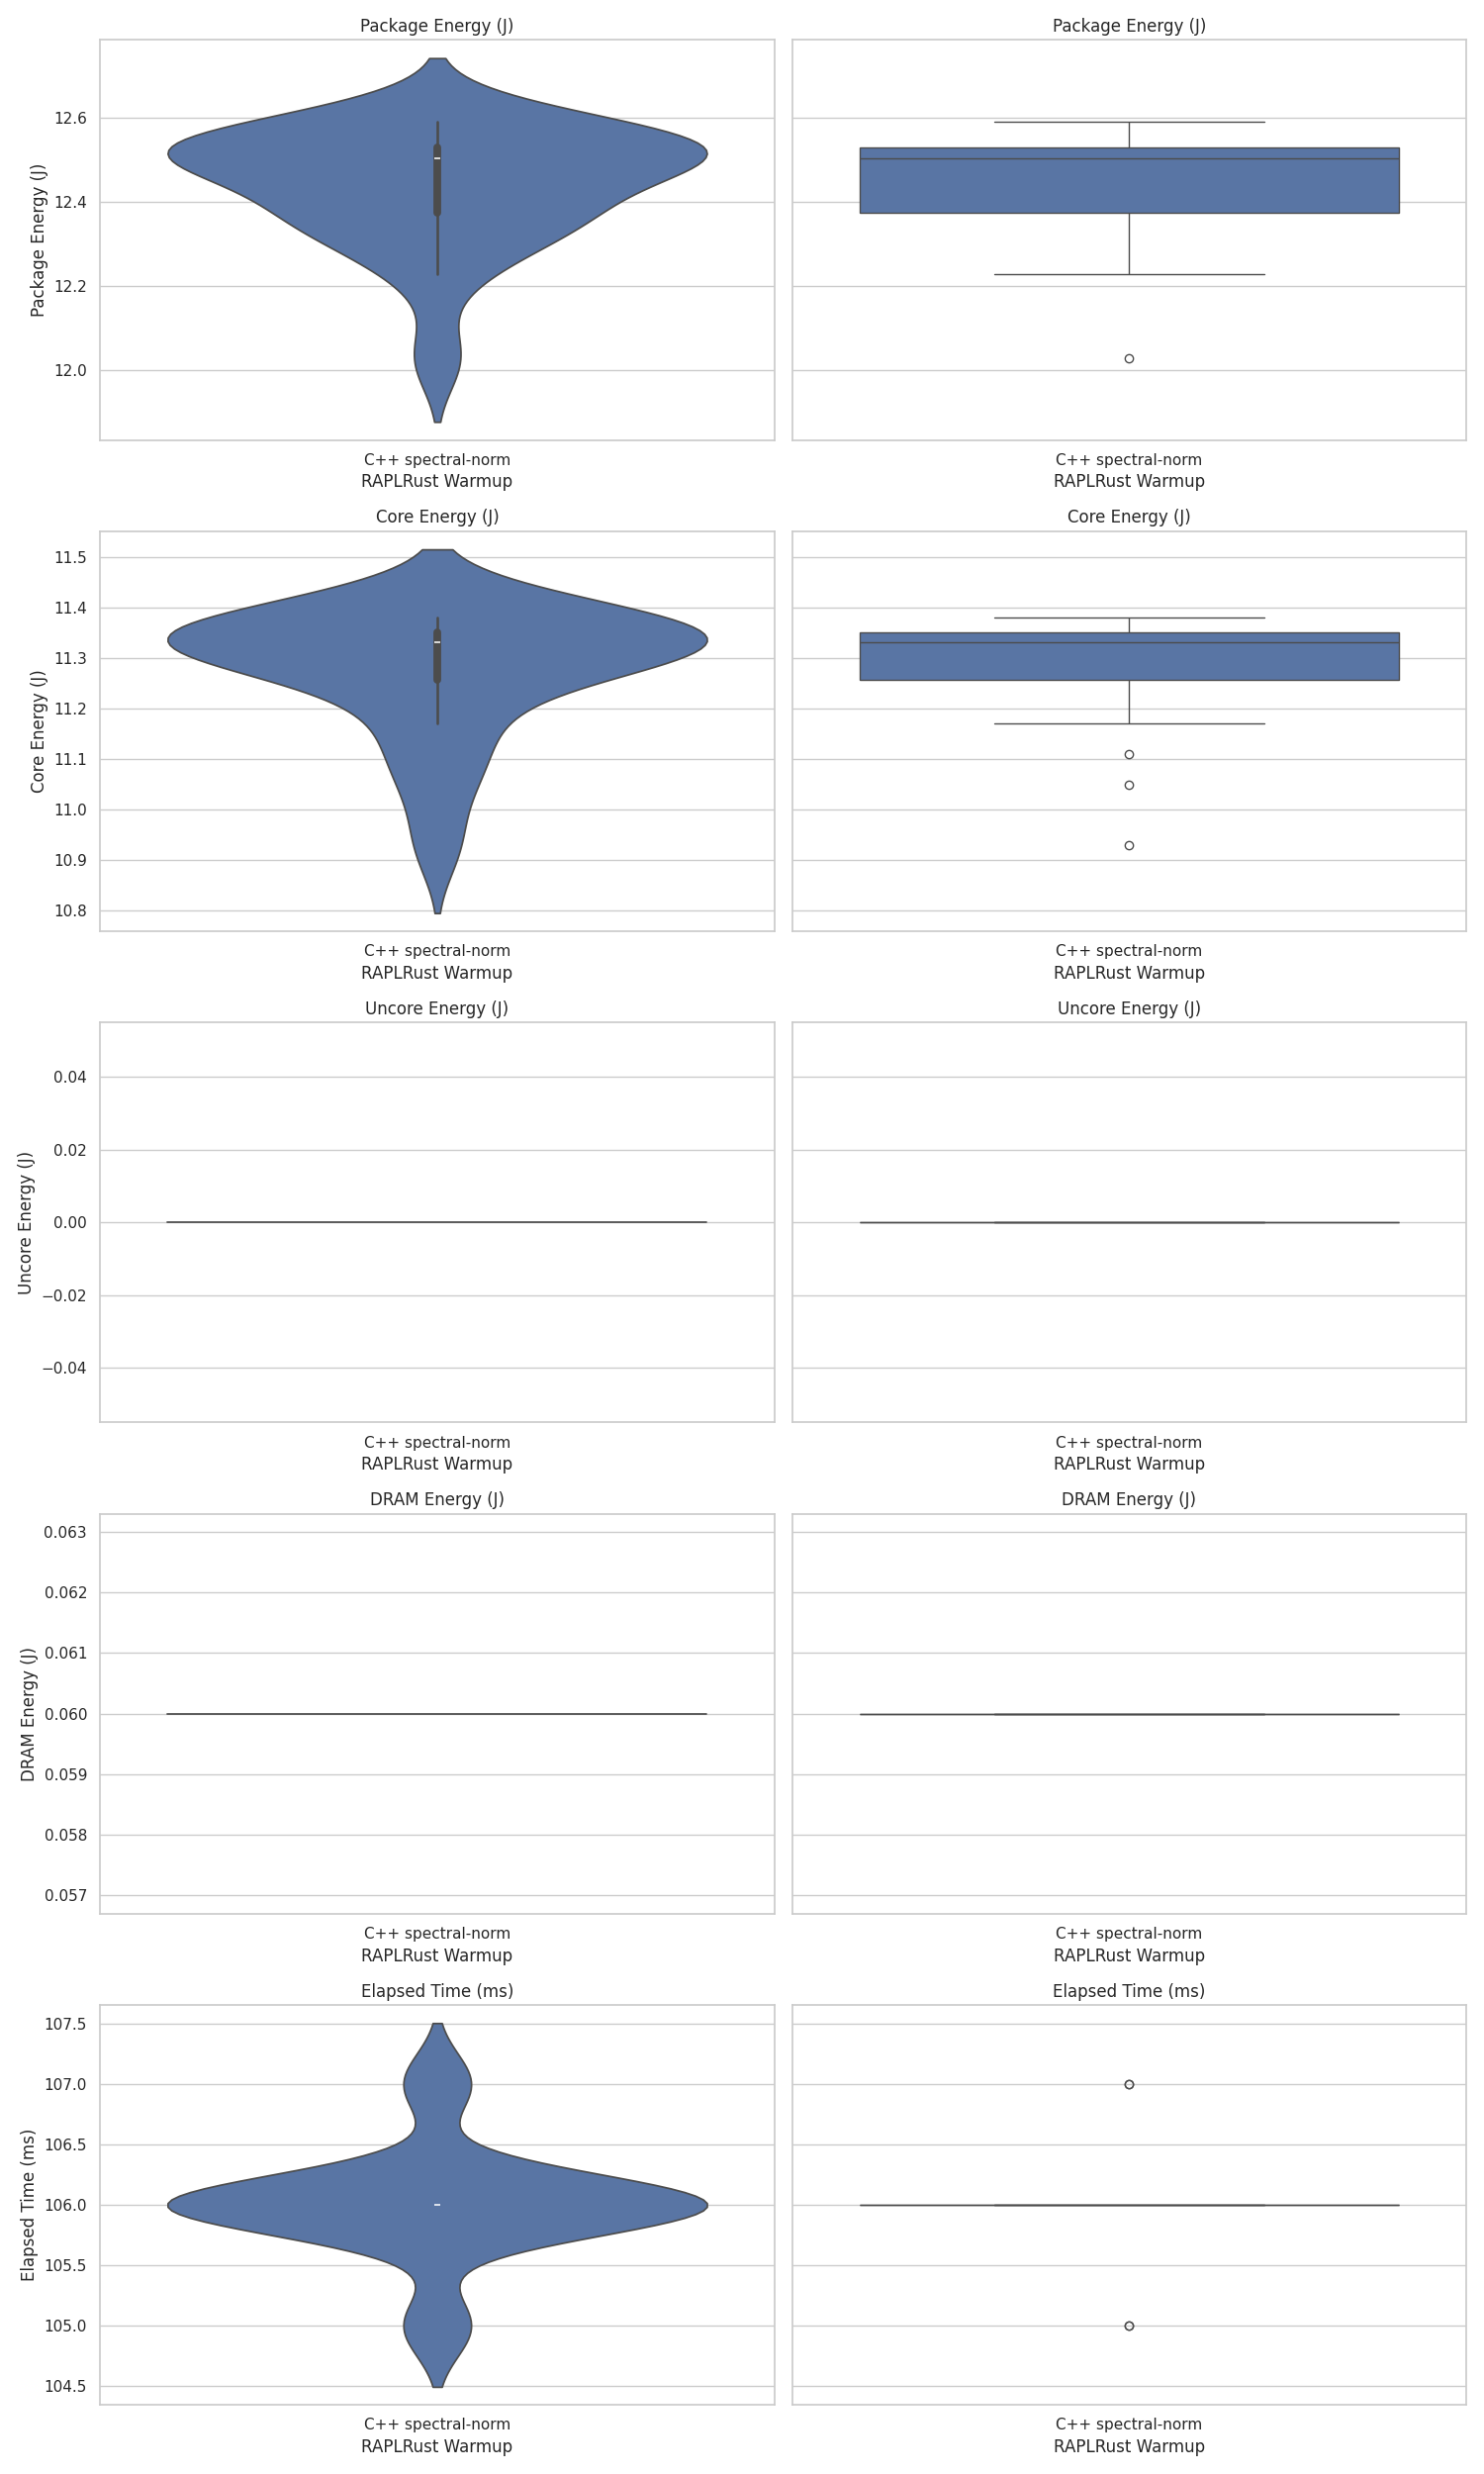 Package Energy (J)
Package Energy (J)
Package Energy (J)
12.6
12.4
12.2
12.0
C++ spectral-norm
RAPLRust Warmup
C++ spectral-norm
RAPLRust Warmup
Core Energy (J)
Core Energy (J)
Core Energy (J)
11.5
11.4
11.3
11.2
11.1
11.0
10.9
10.8
C++ spectral-norm
RAPLRust Warmup
C++ spectral-norm
RAPLRust Warmup
Uncore Energy (J)
Uncore Energy (J)
Uncore Energy (J)
0.04
0.02
0.00
−0.02
−0.04
C++ spectral-norm
RAPLRust Warmup
C++ spectral-norm
RAPLRust Warmup
DRAM Energy (J)
DRAM Energy (J)
DRAM Energy (J)
0.063
0.062
0.061
0.060
0.059
0.058
0.057
C++ spectral-norm
RAPLRust Warmup
C++ spectral-norm
RAPLRust Warmup
Elapsed Time (ms)
Elapsed Time (ms)
Elapsed Time (ms)
107.5
107.0
106.5
106.0
105.5
105.0
104.5
C++ spectral-norm
RAPLRust Warmup
C++ spectral-norm
RAPLRust Warmup